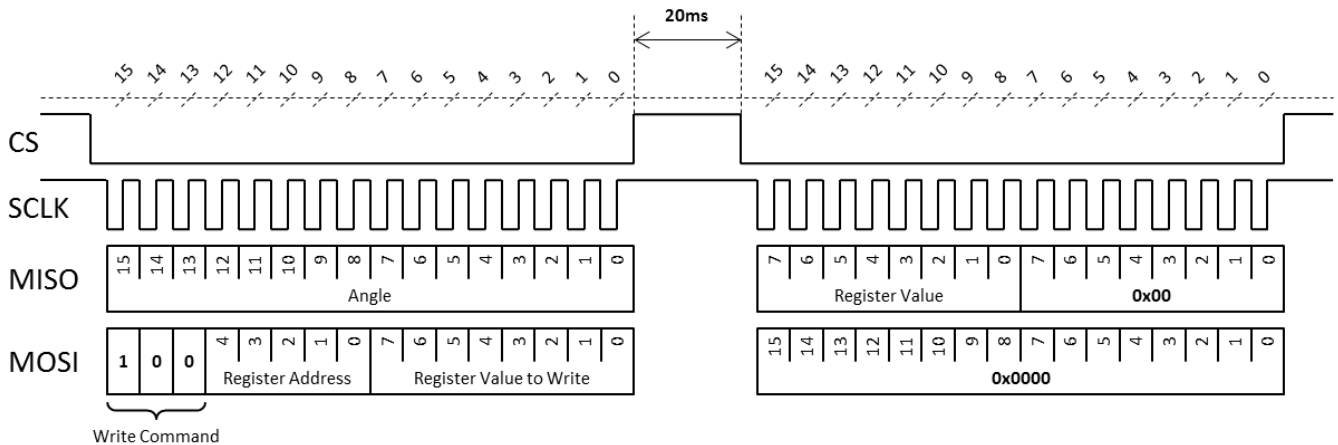 20ms
15 14 13 12 11 10 9 8 7 6 5 4 3 2 1 0 15 14 13 12 11 10 9 8 7 6 5 4 3 2 1 0
CS
SCLK
MISO 15 14 13 12 11 10 9 8 7 6 5 4 3 2 1 0 7 6 5 4 3 2 1 0 7 6 5 4 3 2 1 0
Angle Register Value 0x00
MOSI 1 0 0 4 3 2 1 0 7 6 5 4 3 2 1 0 15 14 13 12 11 10 9 8 7 6 5 4 3 2 1 0
Register Address Register Value to Write 0x0000
Write Command